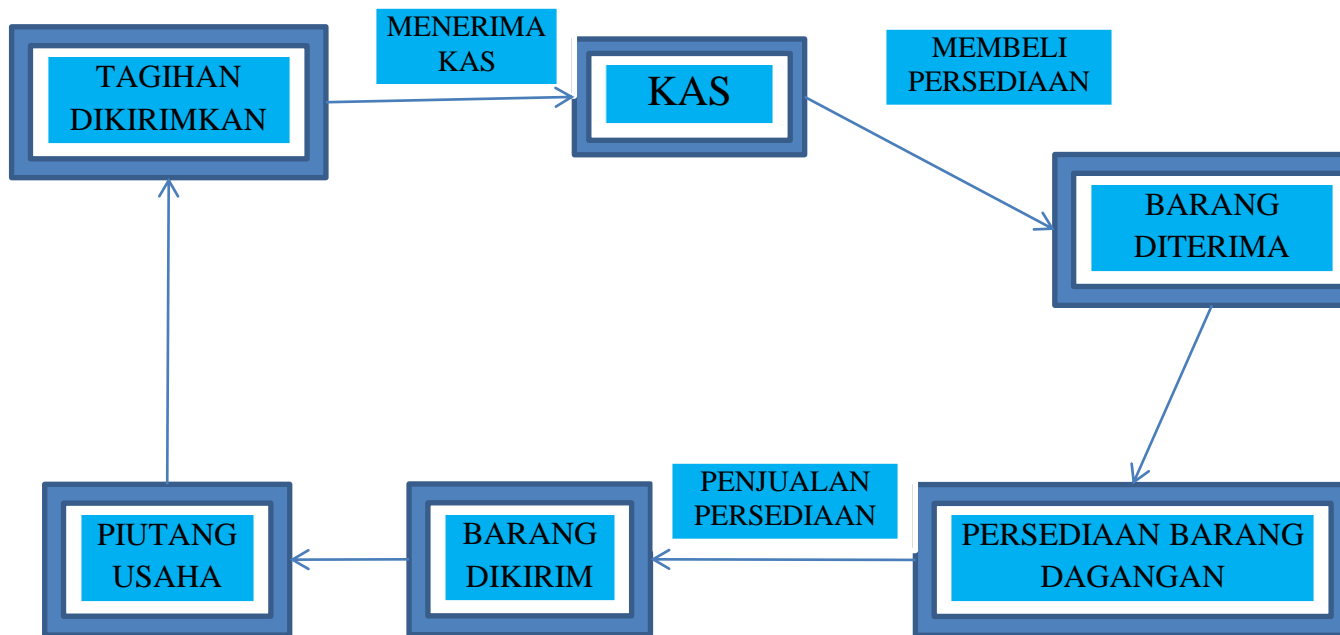 TAGIHAN
DIKIRIMKAN
MENERIMA
KAS
KAS
MEMBELI
PERSEDIAAN
BARANG
DITERIMA
PIUTANG
USAHA
BARANG
DIKIRIM
PENJUALAN
PERSEDIAAN
PERSEDIAAN BARANG
DAGANGAN